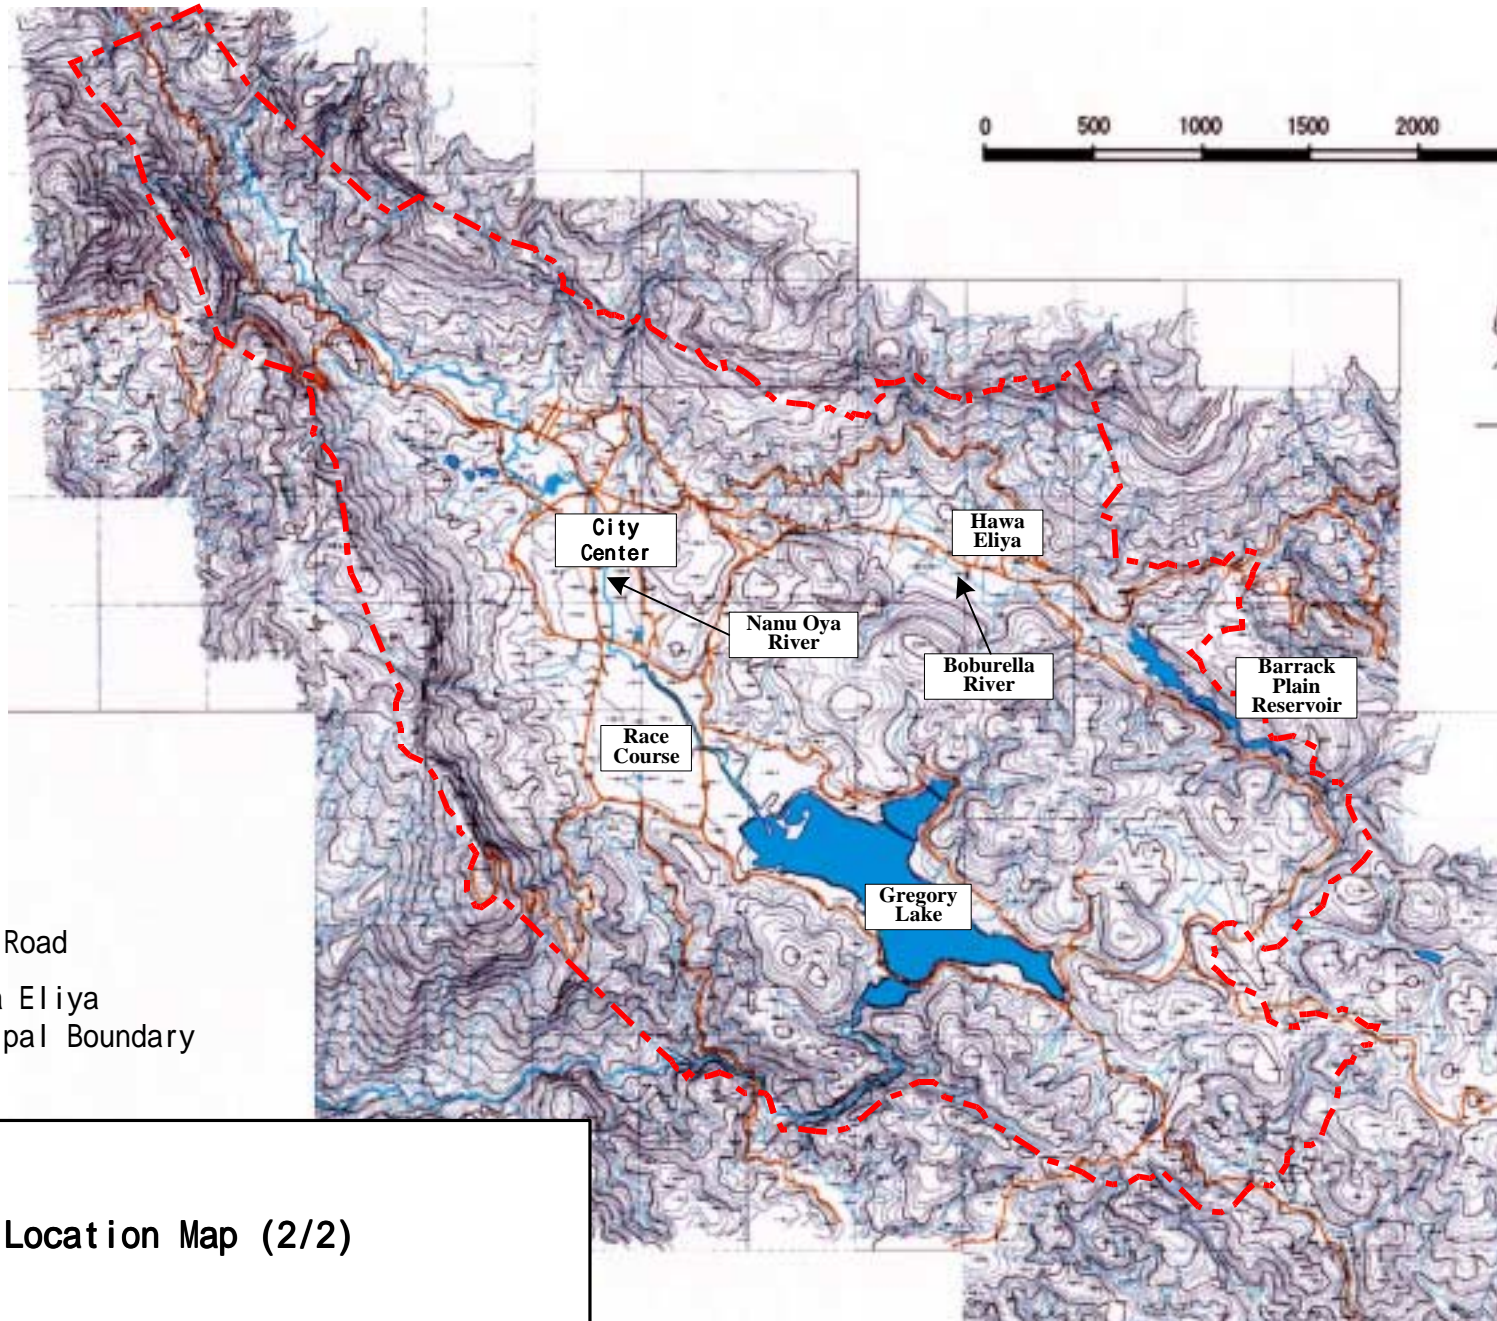 0 500 1000 1500 2000
City
Center
Hawa
Eliya
Nanu Oya
River
Boburella
River
Barrack
Plain
Reservoir
Race
Course
Gregory
Lake
Road
a Eliya
pal Boundary
Location Map (2/2)